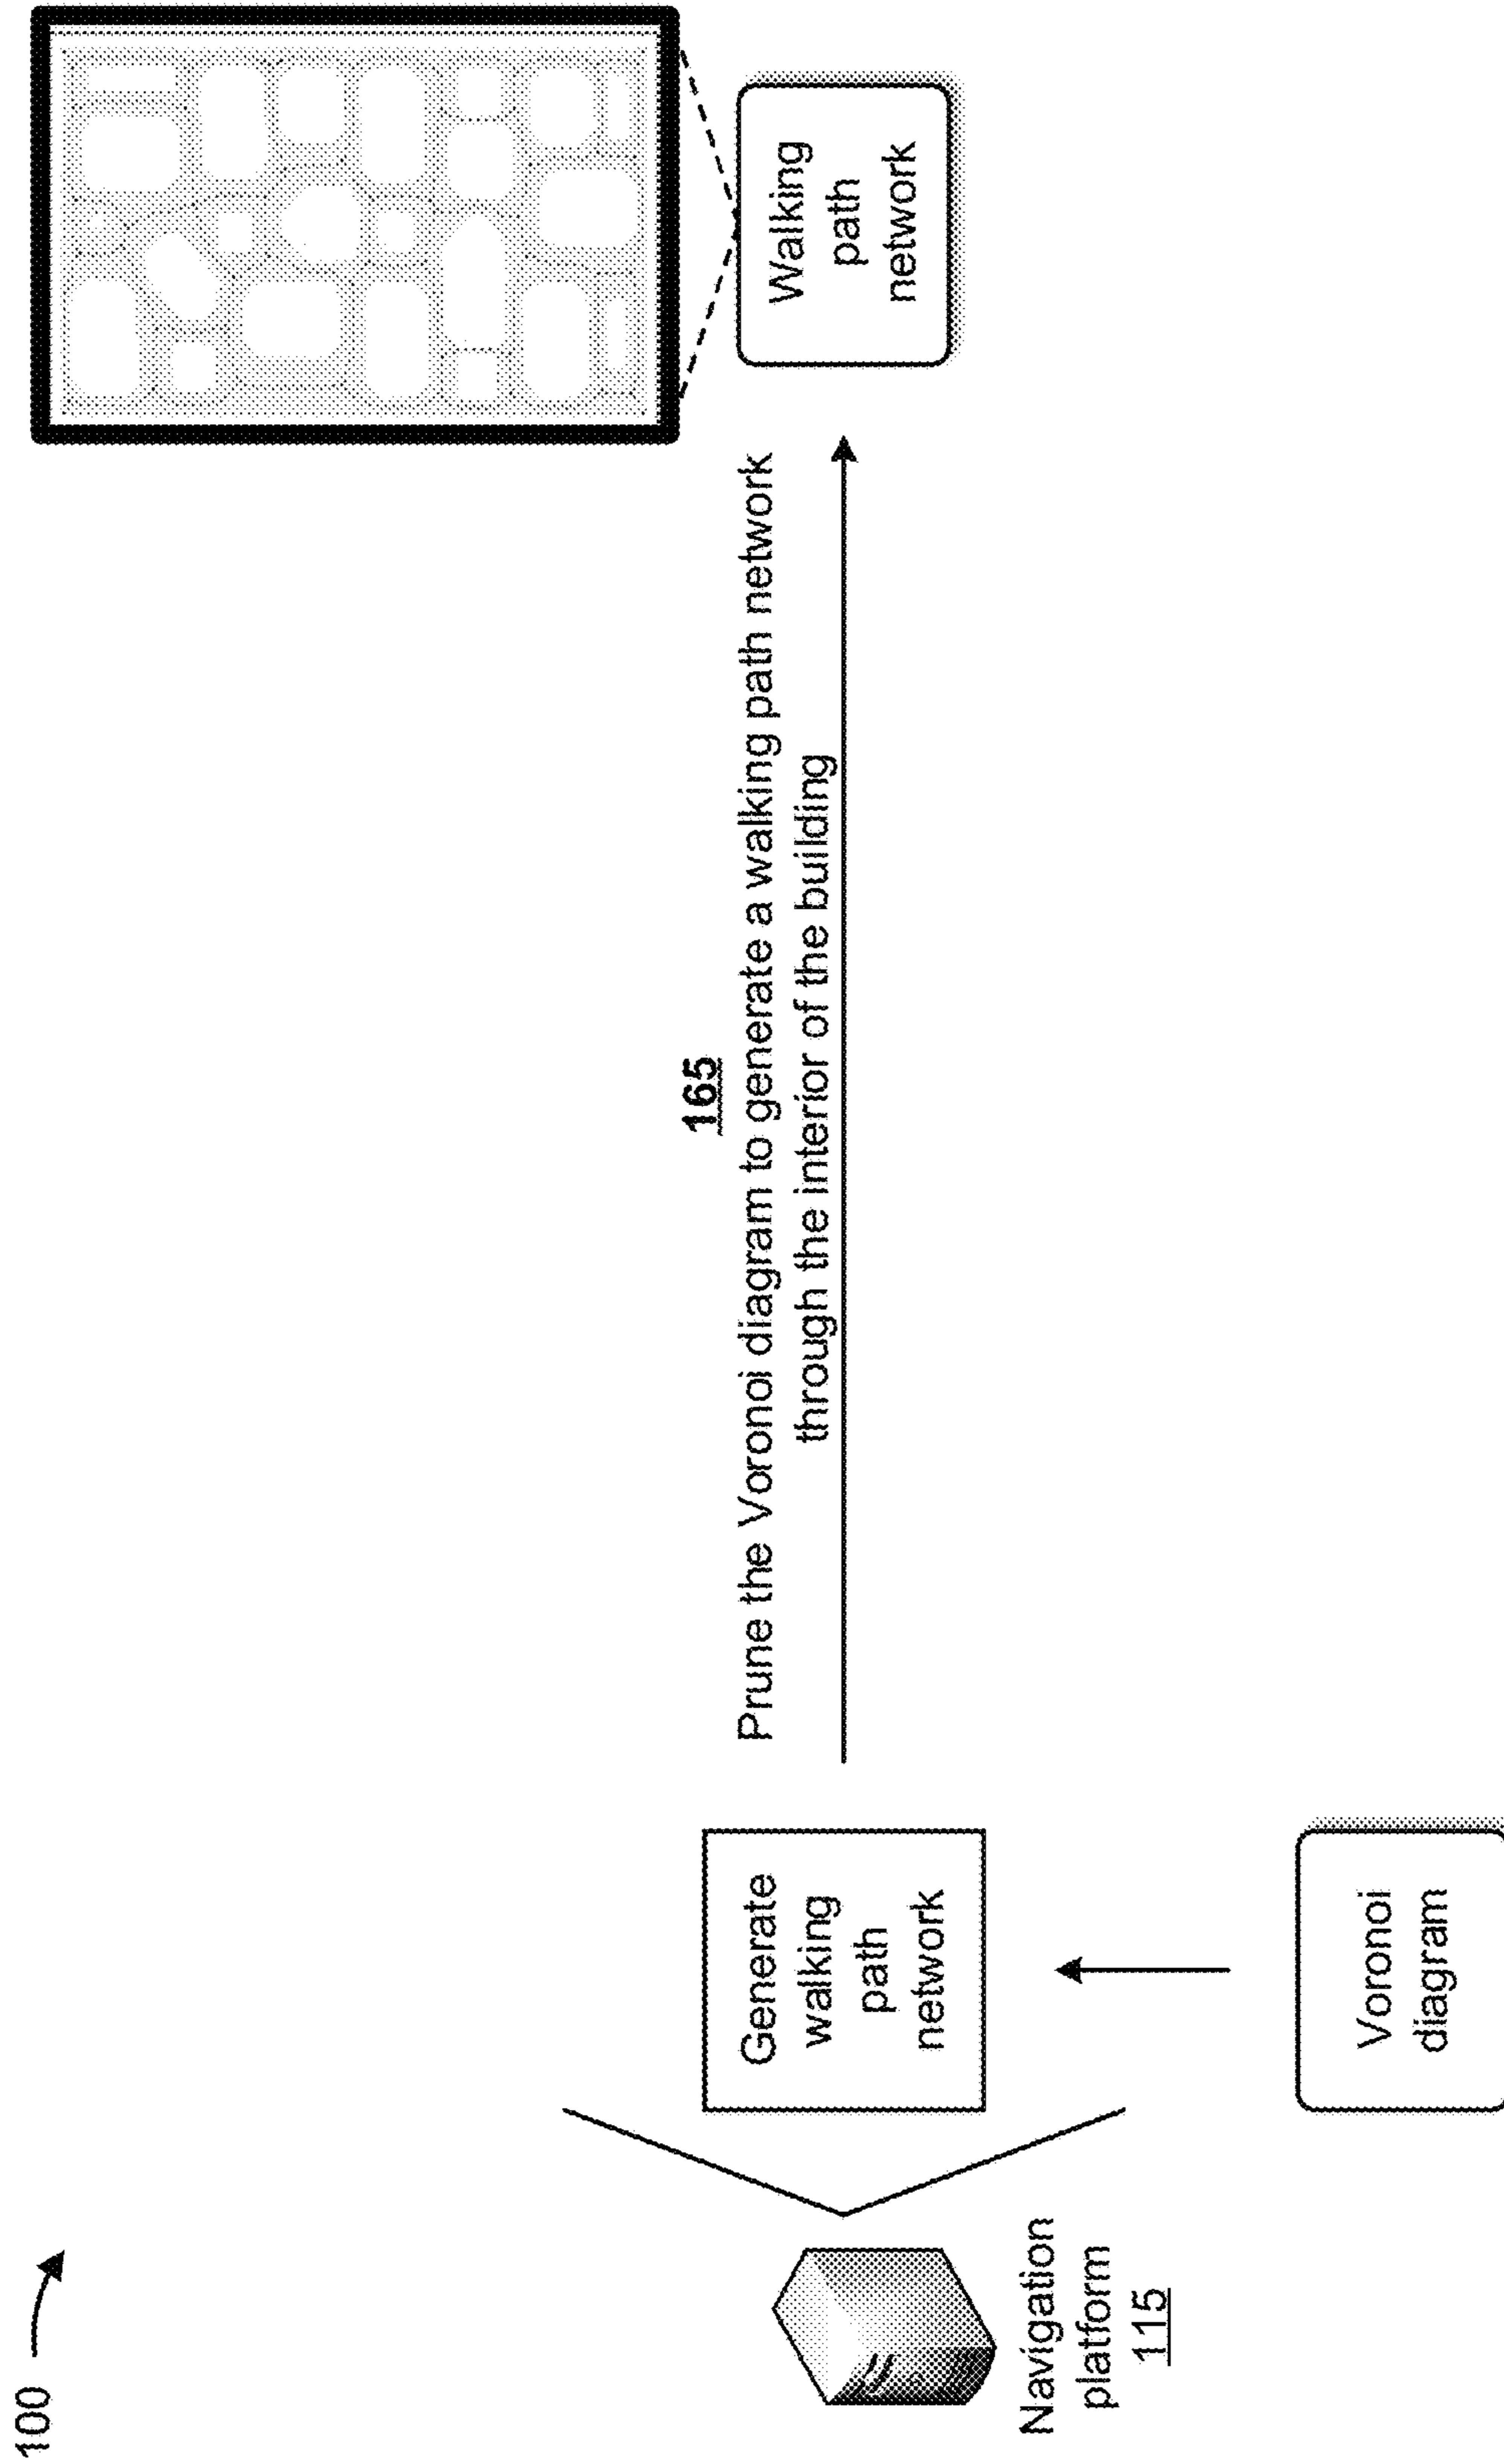 100
165
Prune the Voronoi diagram to generate a walking path network
through the interior of the building
Generate
walking
path
network
Walking
path
network
Navigation
platform
115
Voronoi
diagram